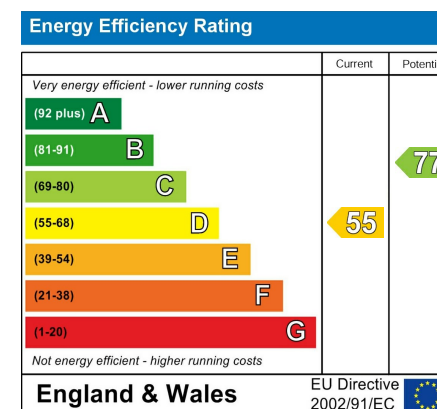 Energy Efficiency Rating
Current Potenti
Very energy efficient - lower running costs
(92 plus) A
(81-91) B
(69-80) C
(55-68) D
(39-54) E
(21-38) F
(1-20) G
55
77
Not energy efficient - higher running costs
England & Wales
EU Directive
2002/91/EC